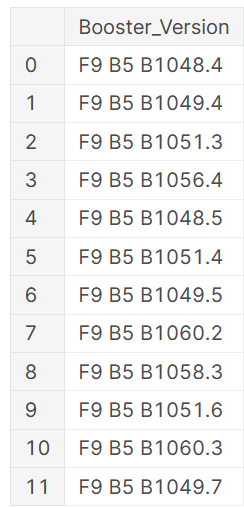 Booster_Version
0 F9 B5 B1048.4
1 F9 B5 B1049.4
2 F9 B5 B1051.3
3 F9 B5 B1056.4
4 F9 B5 B1048.5
5 F9 B5 B1051.4
6 F9 B5 B1049.5
7 F9 B5 B1060.2
8 F9 B5 B1058.3
9 F9 B5 B1051.6
10 F9 B5 B1060.3
11 F9 B5 B1049.7